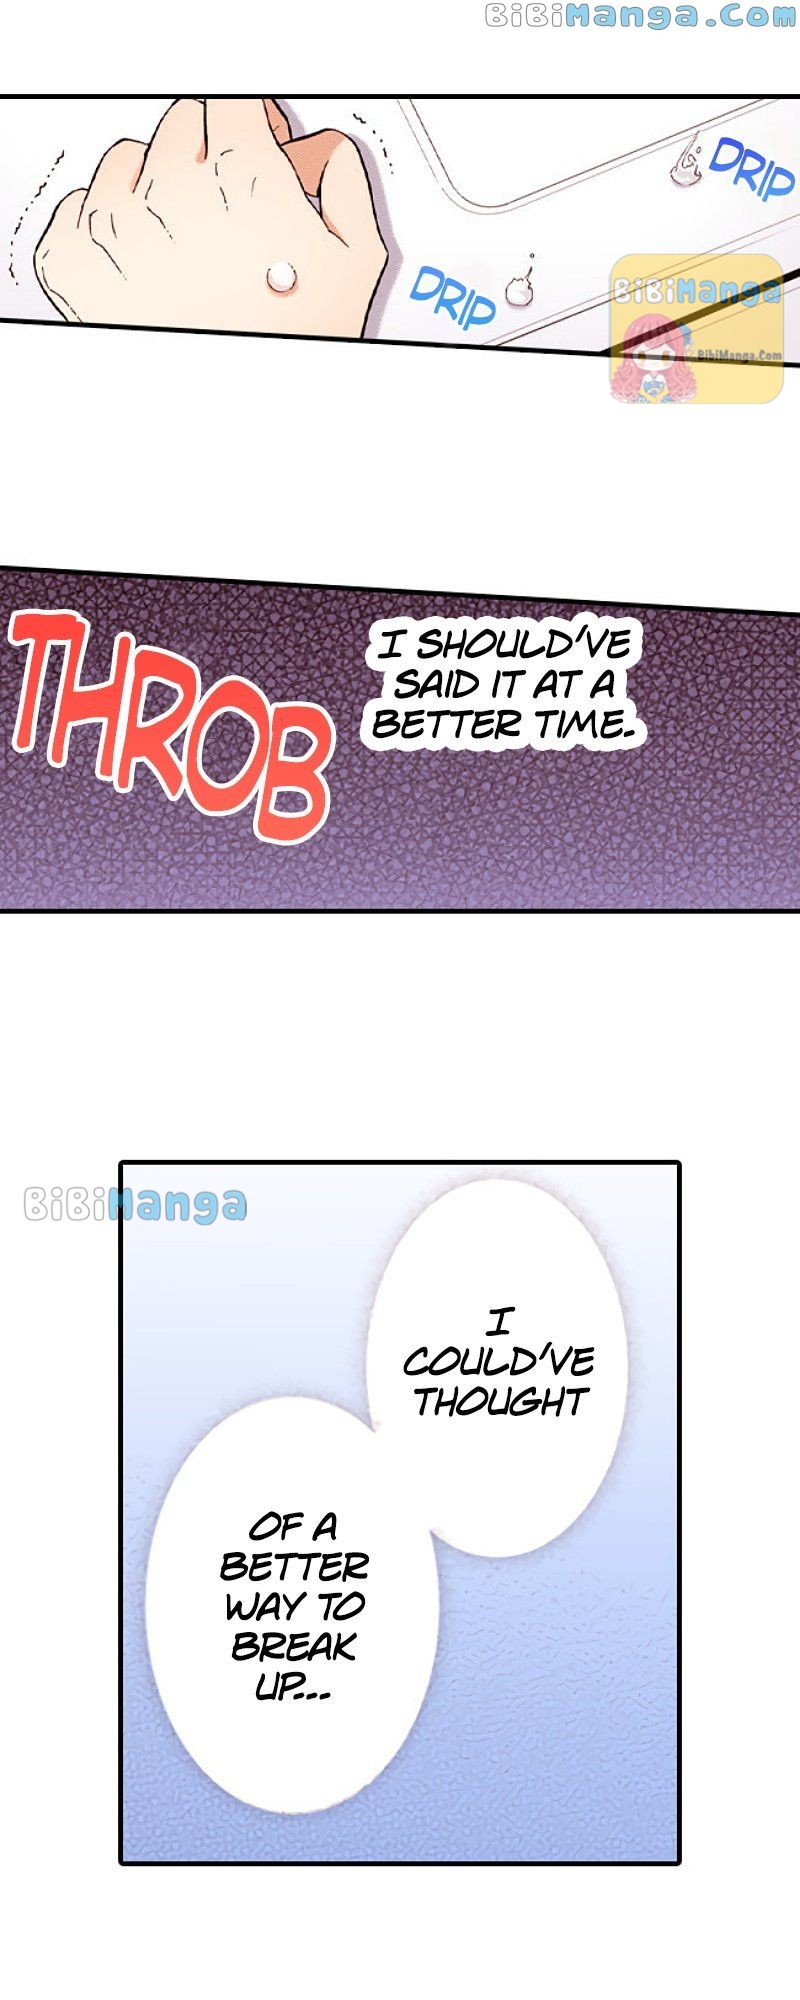 BiBiManga.Com
DRIP
DRIP
BiBiManga
BibiManga.Com
THROB
I SHOULD'VE
SAID IT AT A
BETTER TIME.
BiBiManga
I
COULD'VE
THOUGHT
OF A
BETTER
WAY TO
BREAK
UP...